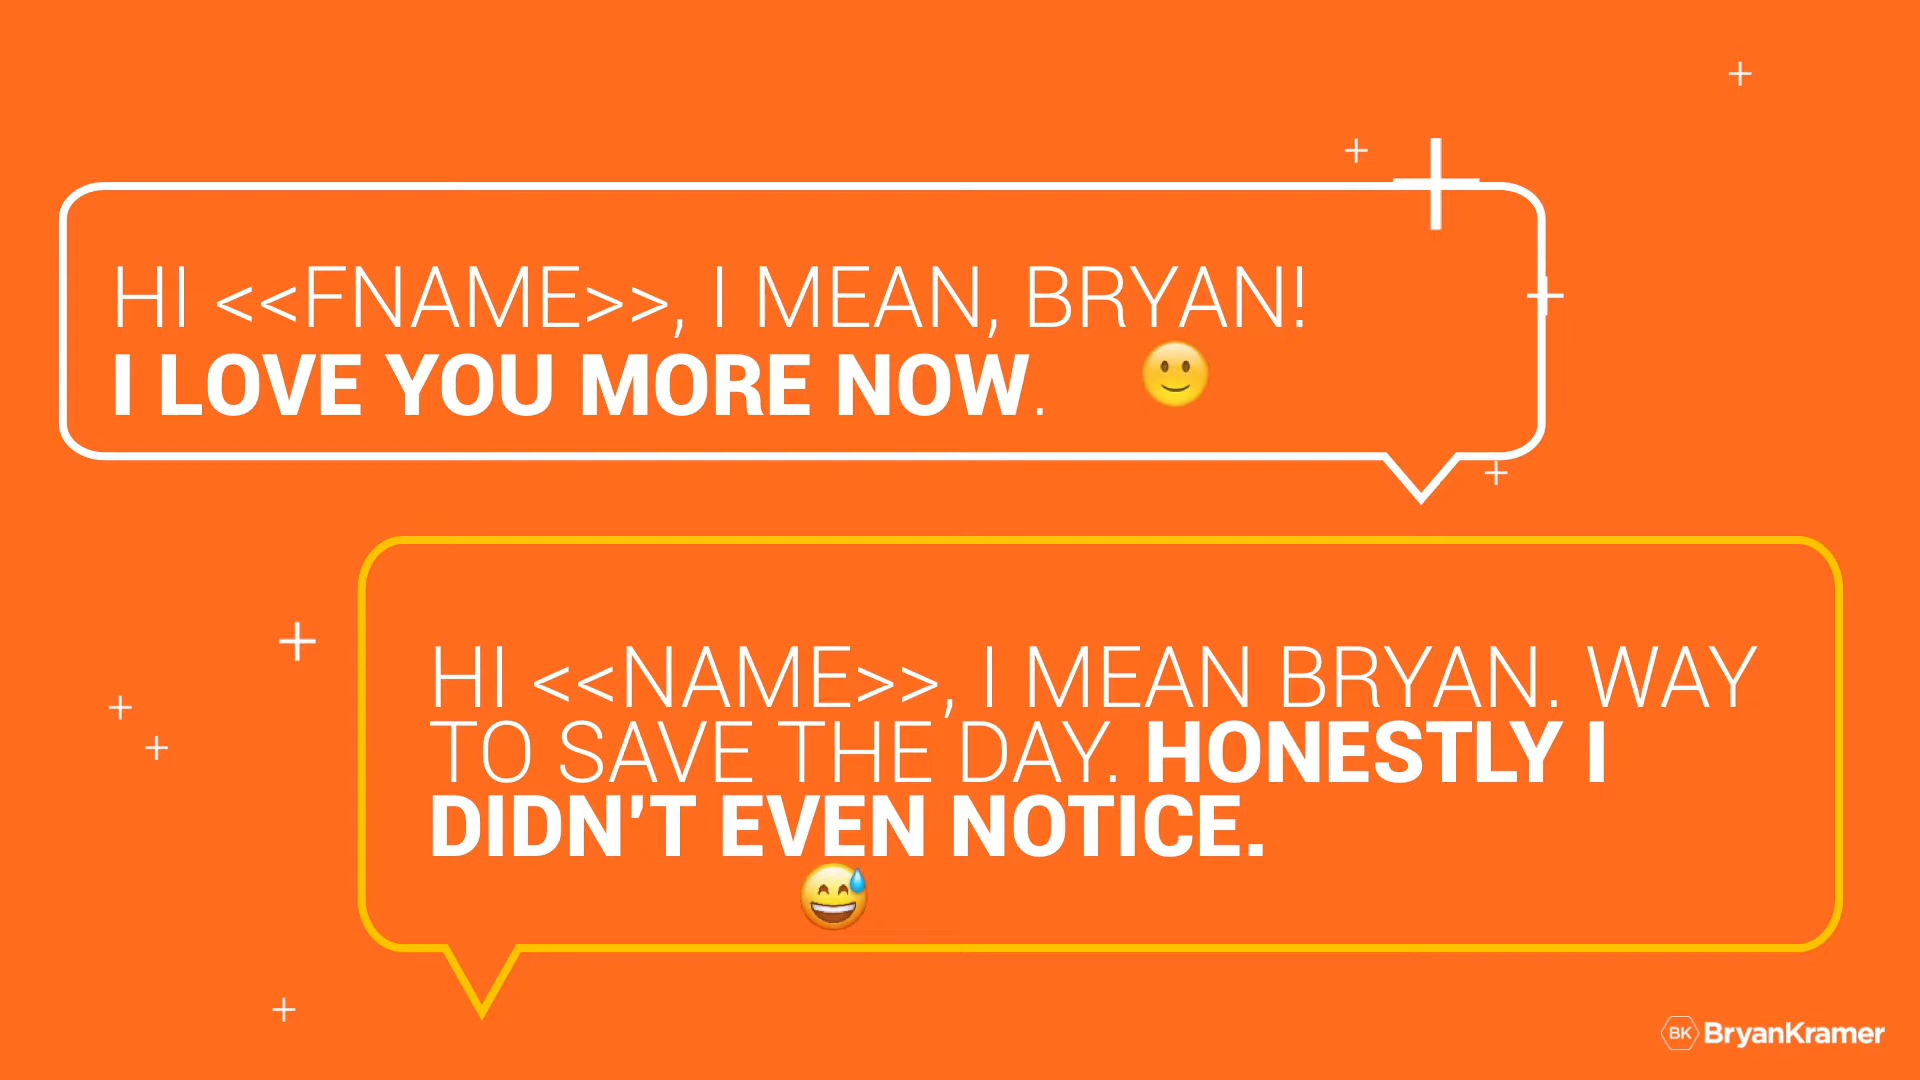 HI <<FNAME>>, I MEAN, BRYAN!
I LOVE YOU MORE NOW. 🙂
HI <<NAME>>, I MEAN BRYAN. WAY
TO SAVE THE DAY. HONESTLY I
DIDN'T EVEN NOTICE.
😅
BK BryanKramer